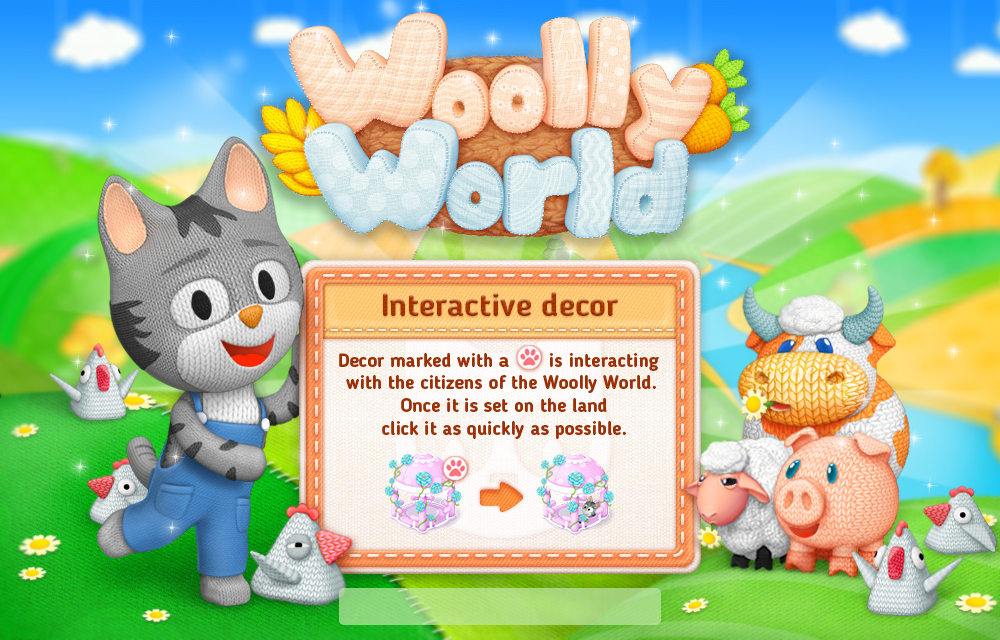 Woolly
World
Interactive decor
Decor marked with a is interacting
with the citizens of the Woolly World.
Once it is set on the land
click it as quickly as possible.